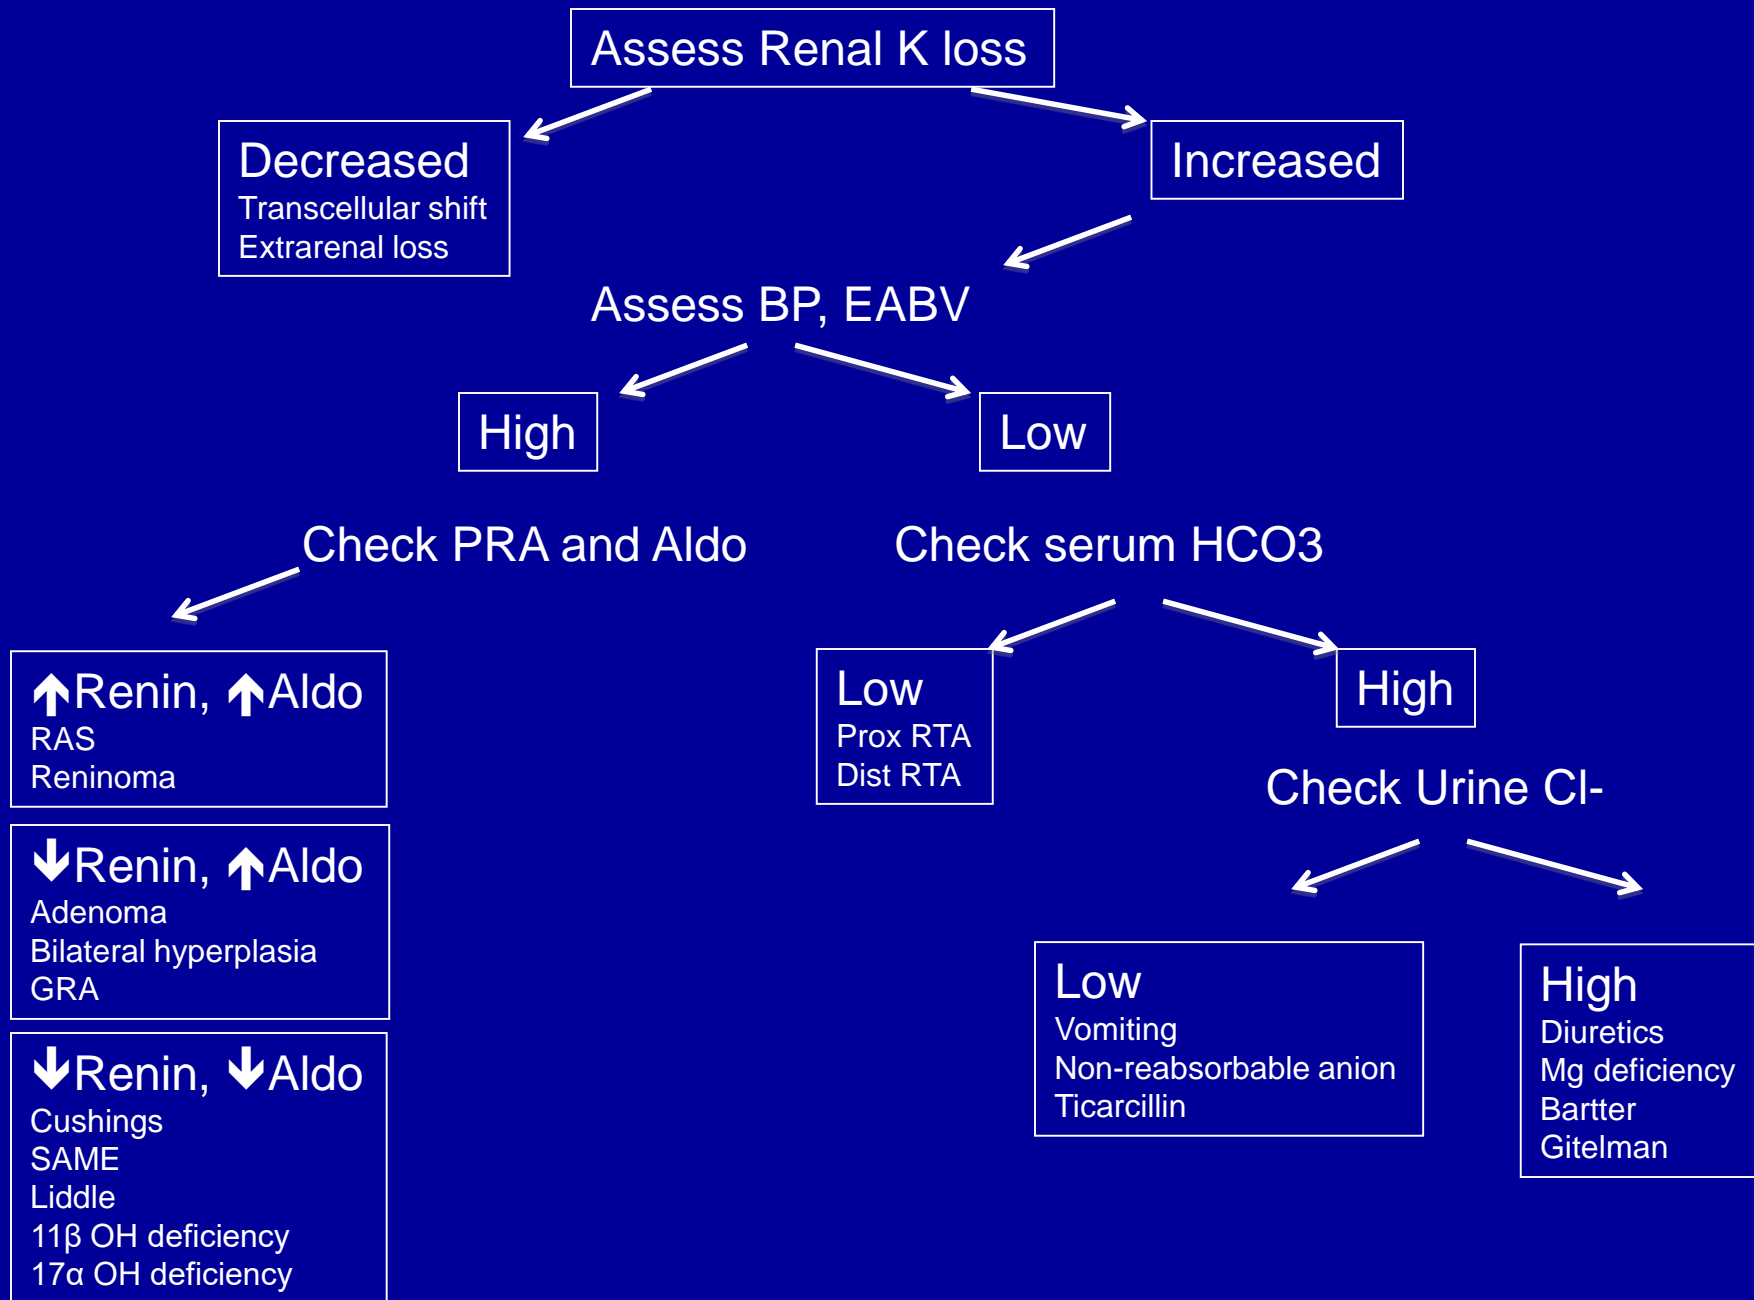 Assess Renal K loss
Decreased
Transcellular shift
Extrarenal loss
Increased
Assess BP, EABV
High
Low
Check PRA and Aldo
Check serum HCO3
↑Renin, ↑Aldo
RAS
Reninoma
↓Renin, ↑Aldo
Adenoma
Bilateral hyperplasia
GRA
↓Renin, ↓Aldo
Cushings
SAME
Liddle
11β OH deficiency
17α OH deficiency
Low
Prox RTA
Dist RTA
High
Check Urine Cl-
Low
Vomiting
Non-reabsorbable anion
Ticarcillin
High
Diuretics
Mg deficiency
Bartter
Gitelman